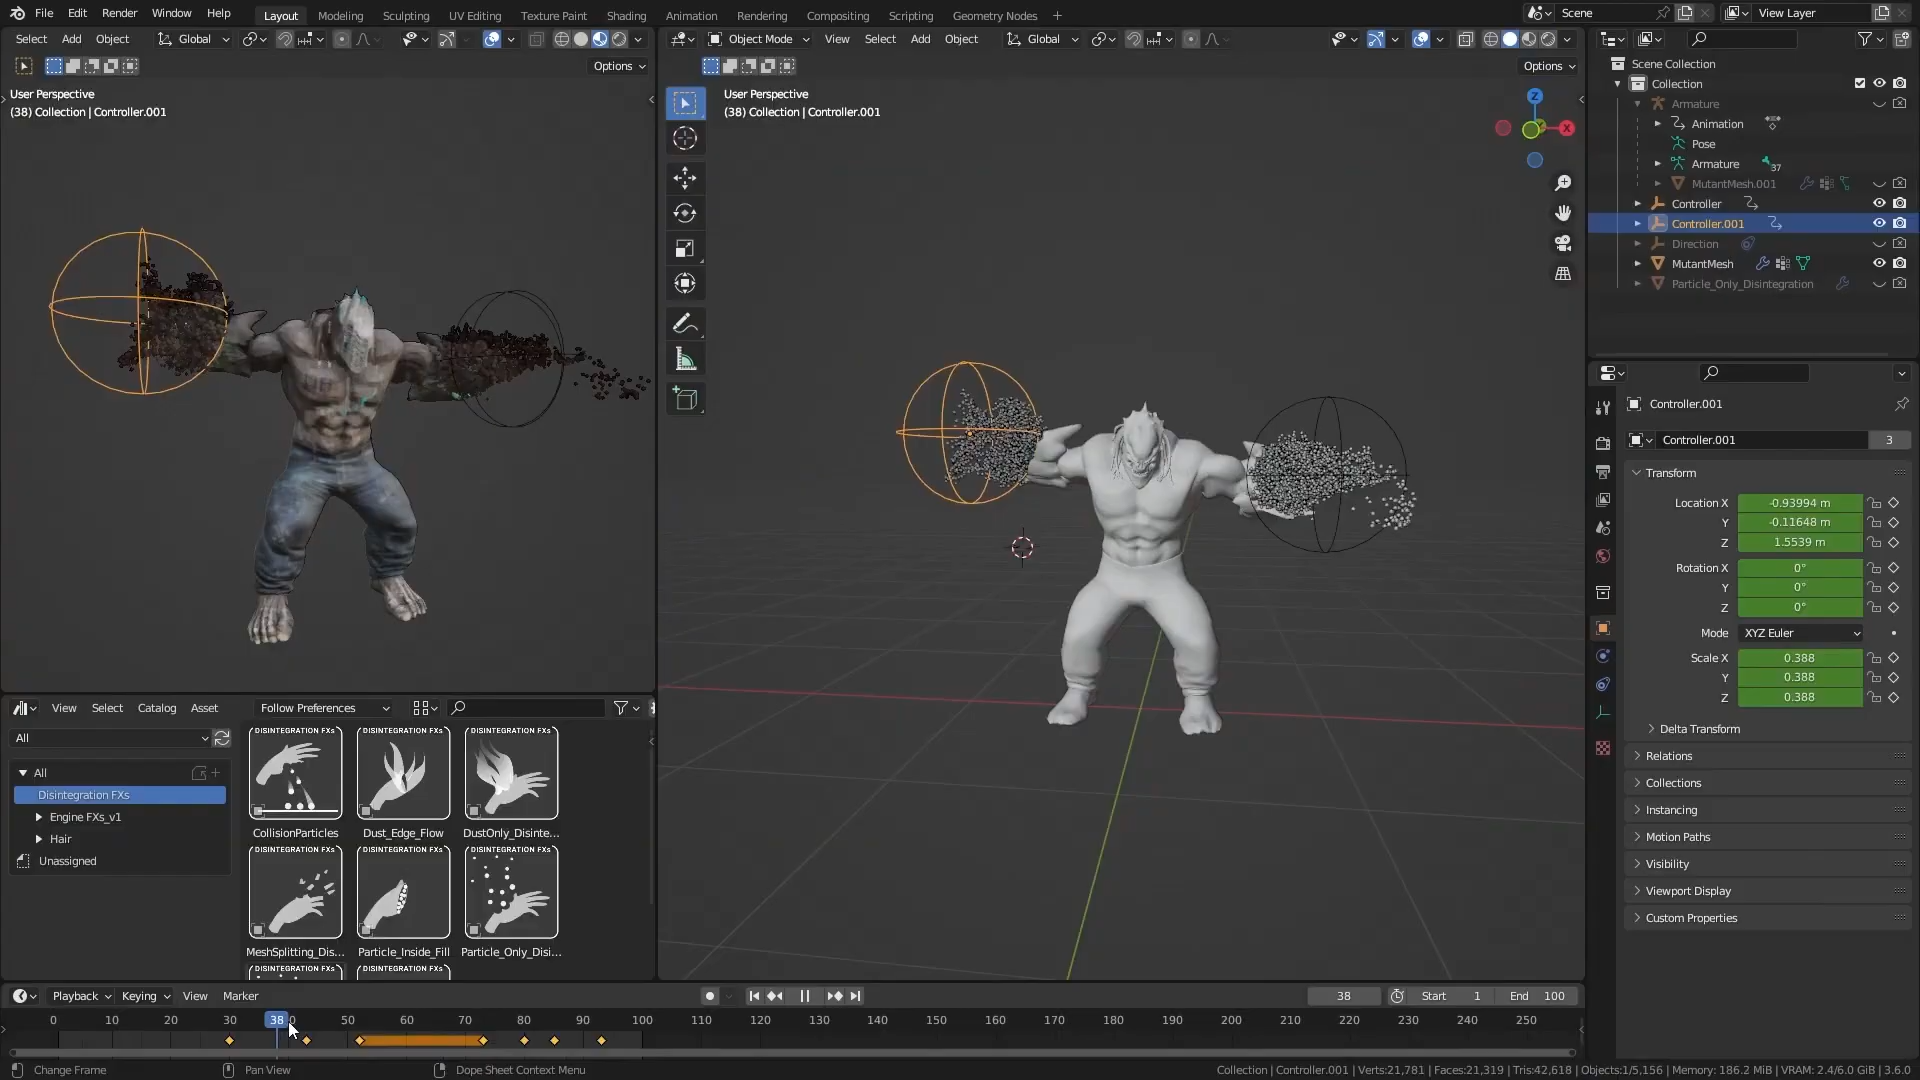 File Edit Render Window Help
Layout Modeling Sculpting UV Editing Texture Paint Shading Animation Rendering Compositing Scripting Geometry Nodes +
Scene
View Layer
Select Add Object Global
Object Mode View Select Add Object Global
Options
Options
User Perspective
(38) Collection | Controller.001
User Perspective
(38) Collection | Controller.001
Z
X
Scene Collection
Collection
Armature
Animation
Pose
Armature 37
MutantMesh.001
Controller
Controller.001
Direction
MutantMesh
Particle_Only_Disintegration
Controller.001
Controller.001 3
Transform
Location X -0.93994 m
Y -0.11648 m
Z 1.5539 m
Rotation X 0°
Y 0°
Z 0°
Mode XYZ Euler
Scale X 0.388
Y 0.388
Z 0.388
Delta Transform
Relations
Collections
Instancing
Motion Paths
Visibility
Viewport Display
Custom Properties
View Select Catalog Asset Follow Preferences
All
All
Disintegration FXs
Engine FXs_v1
Hair
Unassigned
DISINTEGRATION FXs DISINTEGRATION FXs DISINTEGRATION FXs
CollisionParticles Dust_Edge_Flow DustOnly_Disinte...
DISINTEGRATION FXs DISINTEGRATION FXs DISINTEGRATION FXs
MeshSplitting_Dis... Particle_Inside_Fill Particle_Only_Disi...
DISINTEGRATION FXs DISINTEGRATION FXs
Playback Keying View Marker
38 Start 1 End 100
0 10 20 30 38 0 50 60 70 80 90 100 110 120 130 140 150 160 170 180 190 200 210 220 230 240 250
Change Frame Pan View Dope Sheet Context Menu
Collection | Controller.001 | Verts:21,781 | Faces:21,319 | Tris:42,618 | Objects:1/5,156 | Memory: 186.2 MiB | VRAM: 2.4/6.0 GiB | 3.6.0